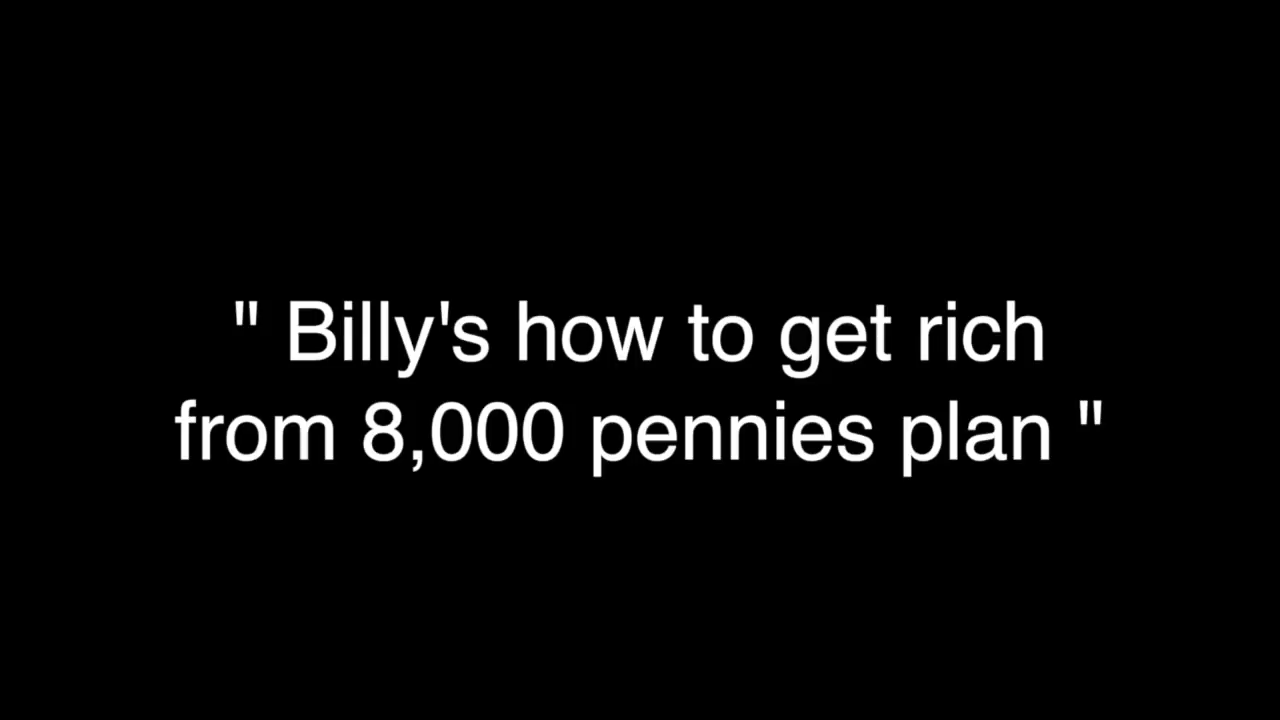 " Billy's how to get rich
from 8,000 pennies plan "